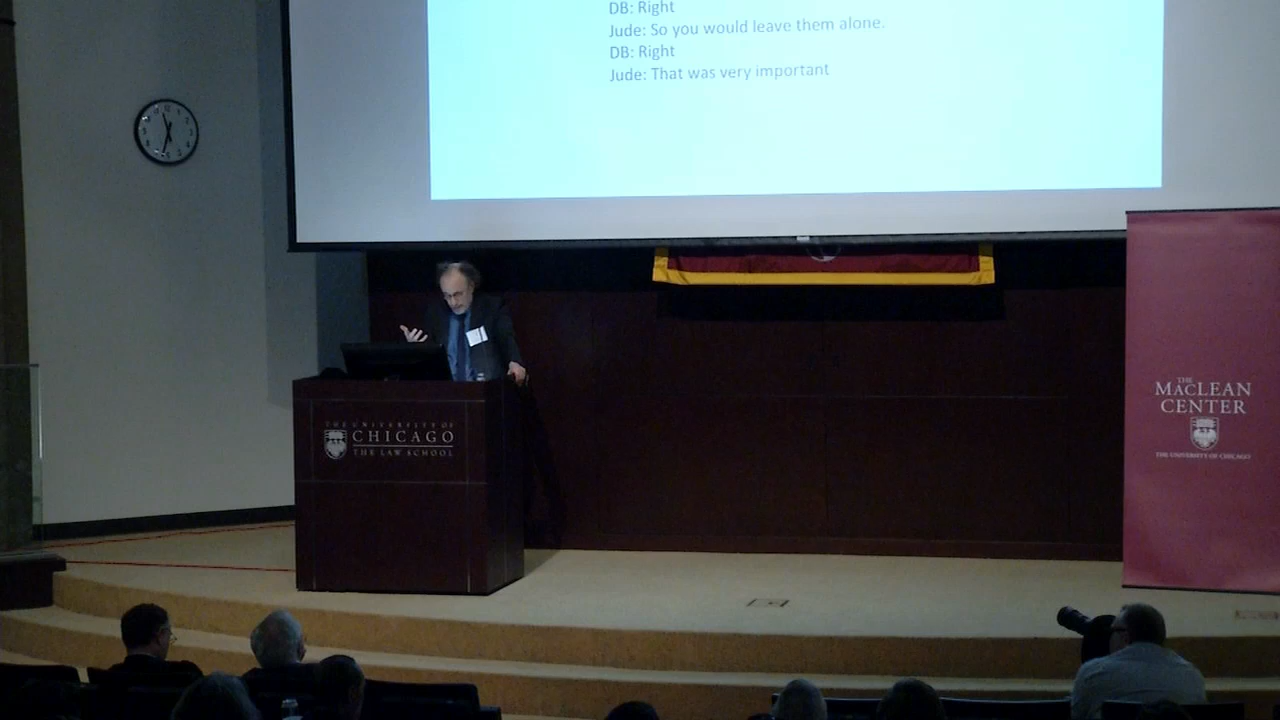 DB: Right
Jude: So you would leave them alone.
DB: Right
Jude: That was very important
THE
MACLEAN
CENTER
THE UNIVERSITY OF CHICAGO
THE UNIVERSITY OF
CHICAGO
THE LAW SCHOOL